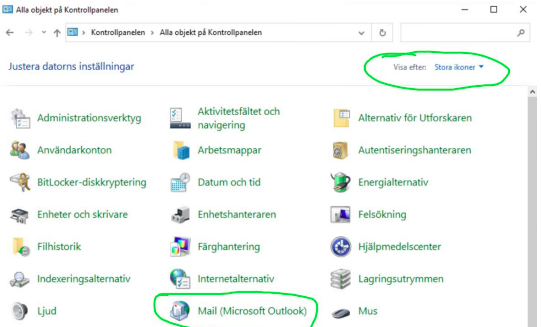 Alla objekt på Kontrollpanelen
Kontrollpanelen > Alla objekt på Kontrollpanelen
Justera datorns inställningar
Visa efter: Stora ikoner
Administrationsverktyg
Aktivitetsfältet och navigering
Alternativ för Utforskaren
Användarkonton
Arbetsmappar
Autentiseringshanteraren
BitLocker-diskkryptering
Datum och tid
Energialternativ
Enheter och skrivare
Enhetshanteraren
Felsökning
Filhistorik
Färghantering
Hjälpmedelscenter
Indexeringsalternativ
Internetalternativ
Lagringsutrymmen
Ljud
Mail (Microsoft Outlook)
Mus